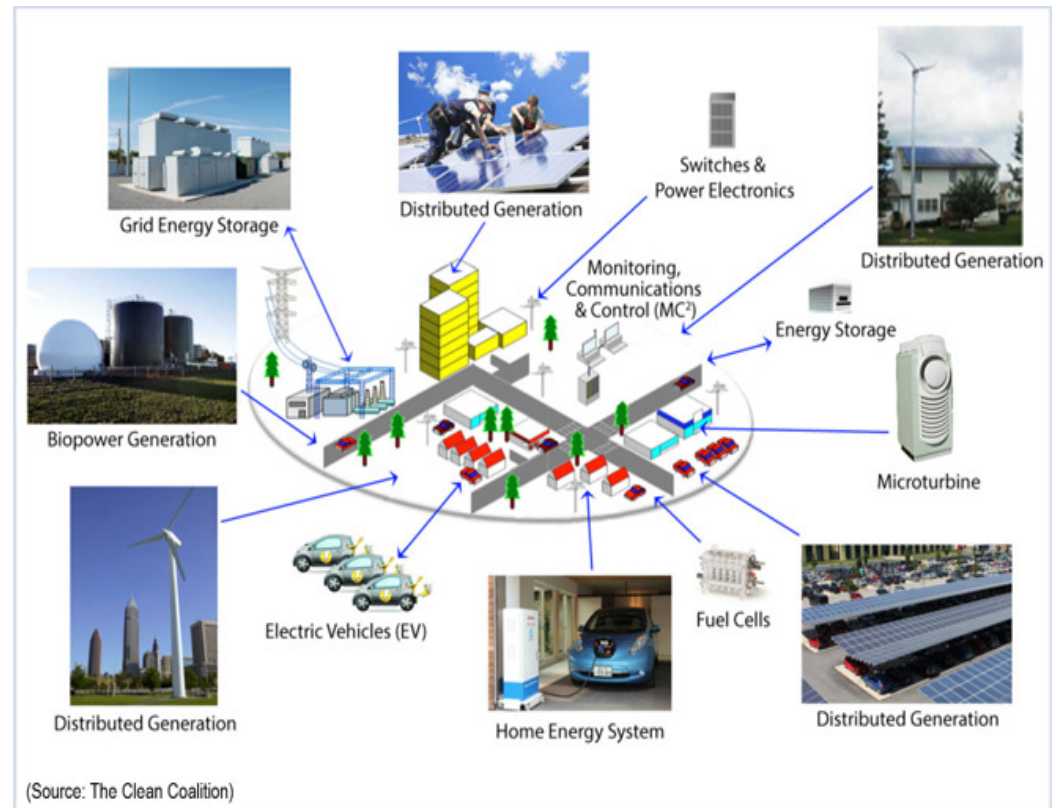 Switches &
Power Electronics
Distributed Generation
Grid Energy Storage
Distributed Generation
Monitoring,
Communications
& Control (MC²)
Energy Storage
Biopower Generation
Microturbine
Electric Vehicles (EV)
Fuel Cells
Distributed Generation
Home Energy System
Distributed Generation
(Source: The Clean Coalition)